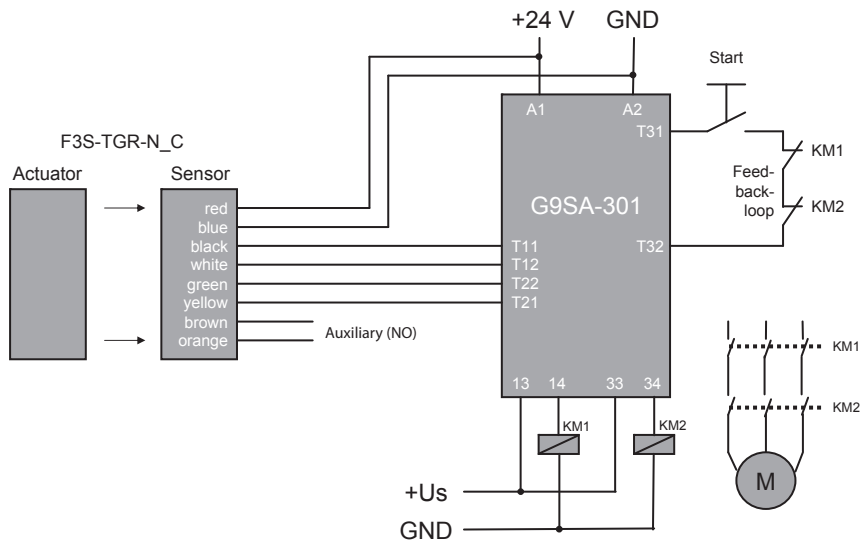 +24 V
GND
Start
A1
A2
T31
F3S-TGR-N_C
Actuator
Sensor
KM1
Feed-
back-
loop
KM2
G9SA-301
red
blue
black
white
green
yellow
brown
orange
T11
T12
T22
T21
T32
Auxiliary (NO)
13
14
33
34
KM1
KM2
KM1
KM2
M
+Us
GND